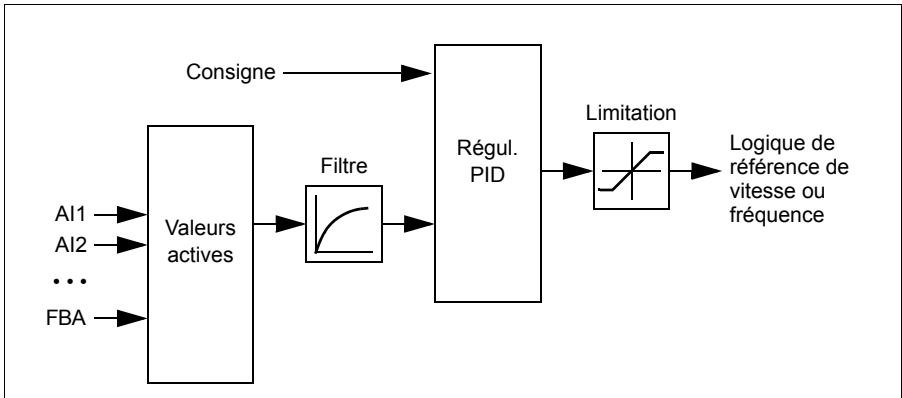 Consigne
AI1
AI2
• • •
FBA
Valeurs
actives
Filtre
Régul.
PID
Limitation
Logique de
référence de
vitesse ou
fréquence